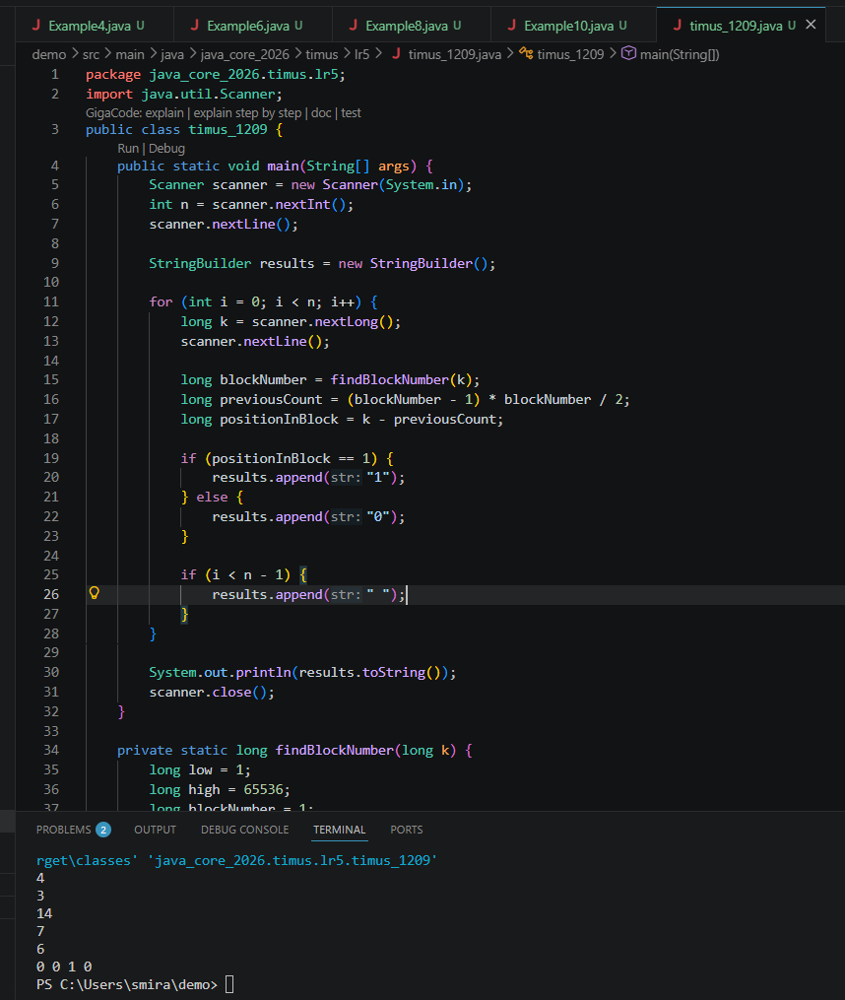 Example4.java U Example6.java U Example8.java U Example10.java U timus_1209.java U
demo > src > main > java > java_core_2026 > timus > lr5 > timus_1209.java > timus_1209 > main(String[])
1 package java_core_2026.timus.lr5;
2 import java.util.Scanner;
GigaCode: explain | explain step by step | doc | test
3 public class timus_1209 {
Run | Debug
4 public static void main(String[] args) {
5 Scanner scanner = new Scanner(System.in);
6 int n = scanner.nextInt();
7 scanner.nextLine();
8
9 StringBuilder results = new StringBuilder();
10
11 for (int i = 0; i < n; i++) {
12 long k = scanner.nextLong();
13 scanner.nextLine();
14
15 long blockNumber = findBlockNumber(k);
16 long previousCount = (blockNumber - 1) * blockNumber / 2;
17 long positionInBlock = k - previousCount;
18
19 if (positionInBlock == 1) {
20 results.append(str: "1");
21 } else {
22 results.append(str: "0");
23 }
24
25 if (i < n - 1) {
26 results.append(str: " ");
27 }
28 }
29
30 System.out.println(results.toString());
31 scanner.close();
32 }
33
34 private static long findBlockNumber(long k) {
35 long low = 1;
36 long high = 65536;
37 long blockNumber = 1;
PROBLEMS 2 OUTPUT DEBUG CONSOLE TERMINAL PORTS
rget\classes' 'java_core_2026.timus.lr5.timus_1209'
4
3
14
7
6
0 0 1 0
PS C:\Users\smira\demo>